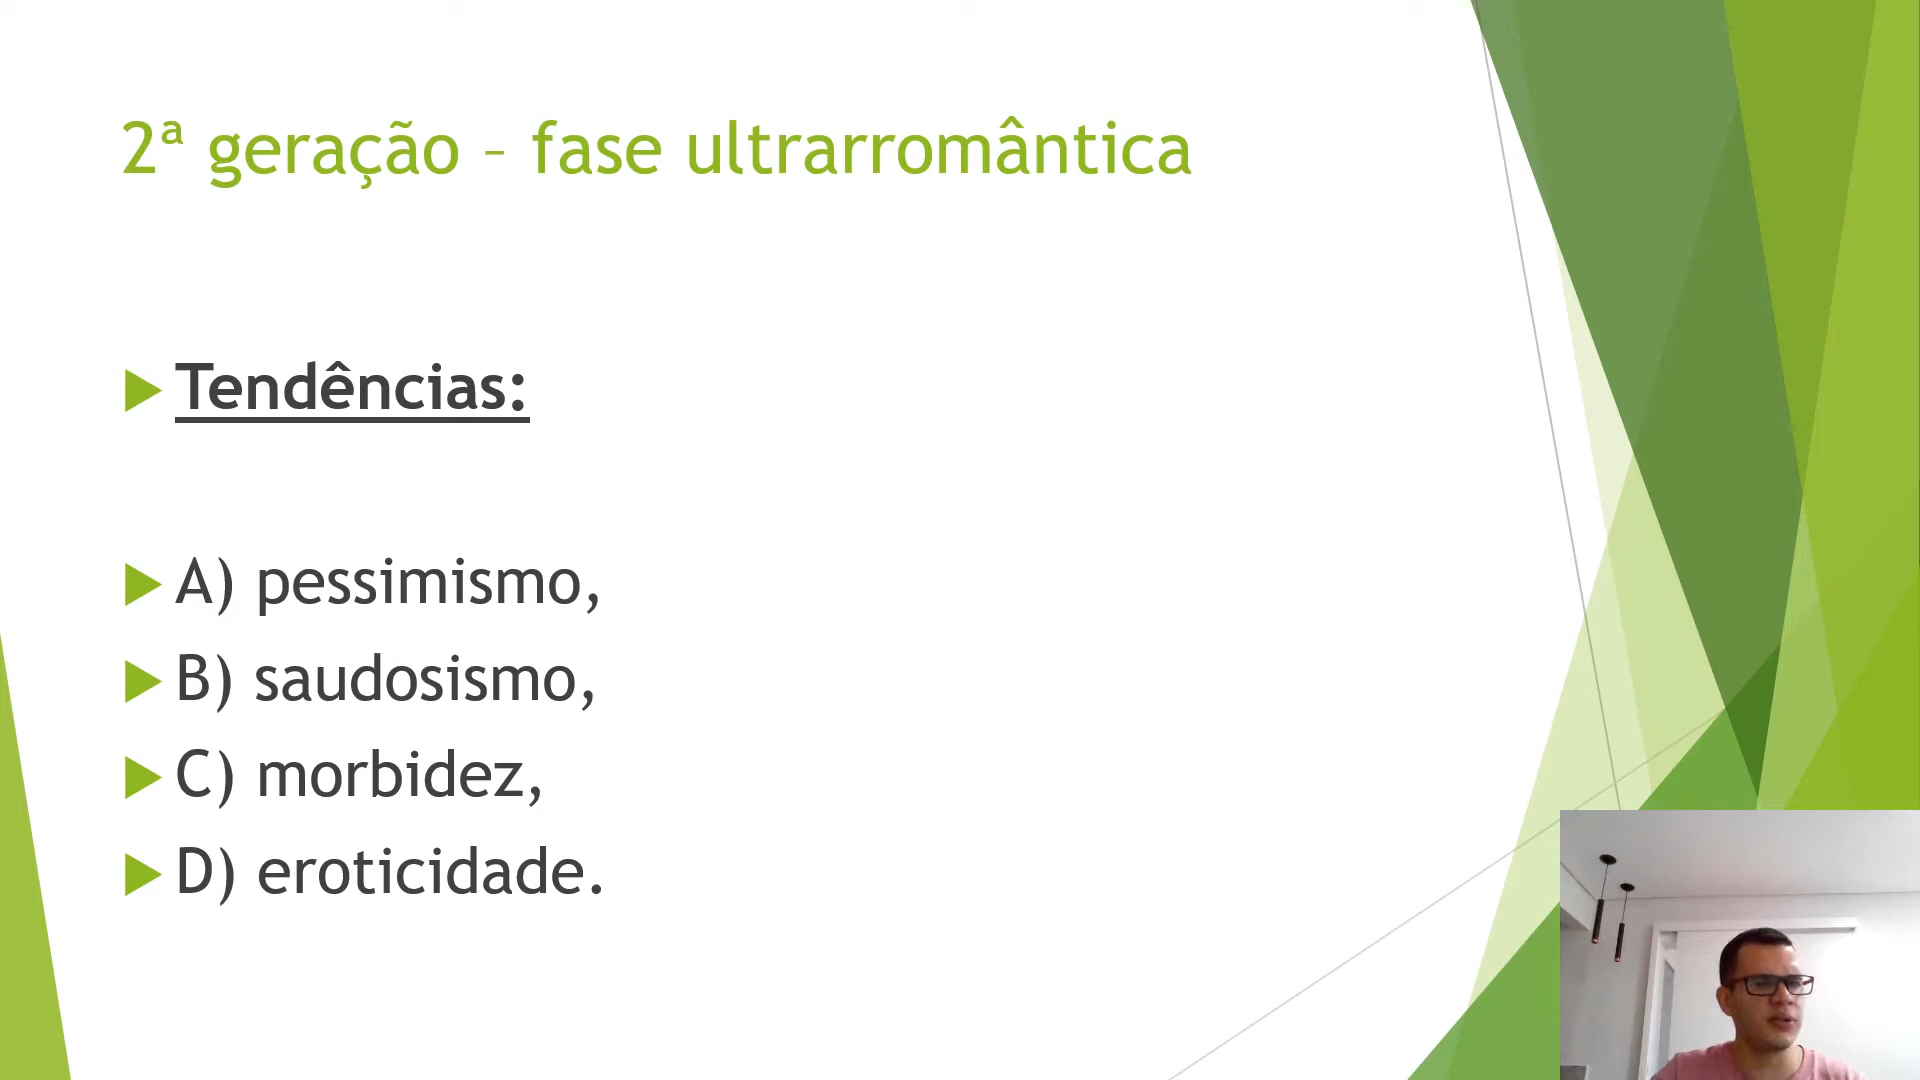 2ª geração – fase ultrarromântica
Tendências:
A) pessimismo,
B) saudosismo,
C) morbidez,
D) eroticidade.